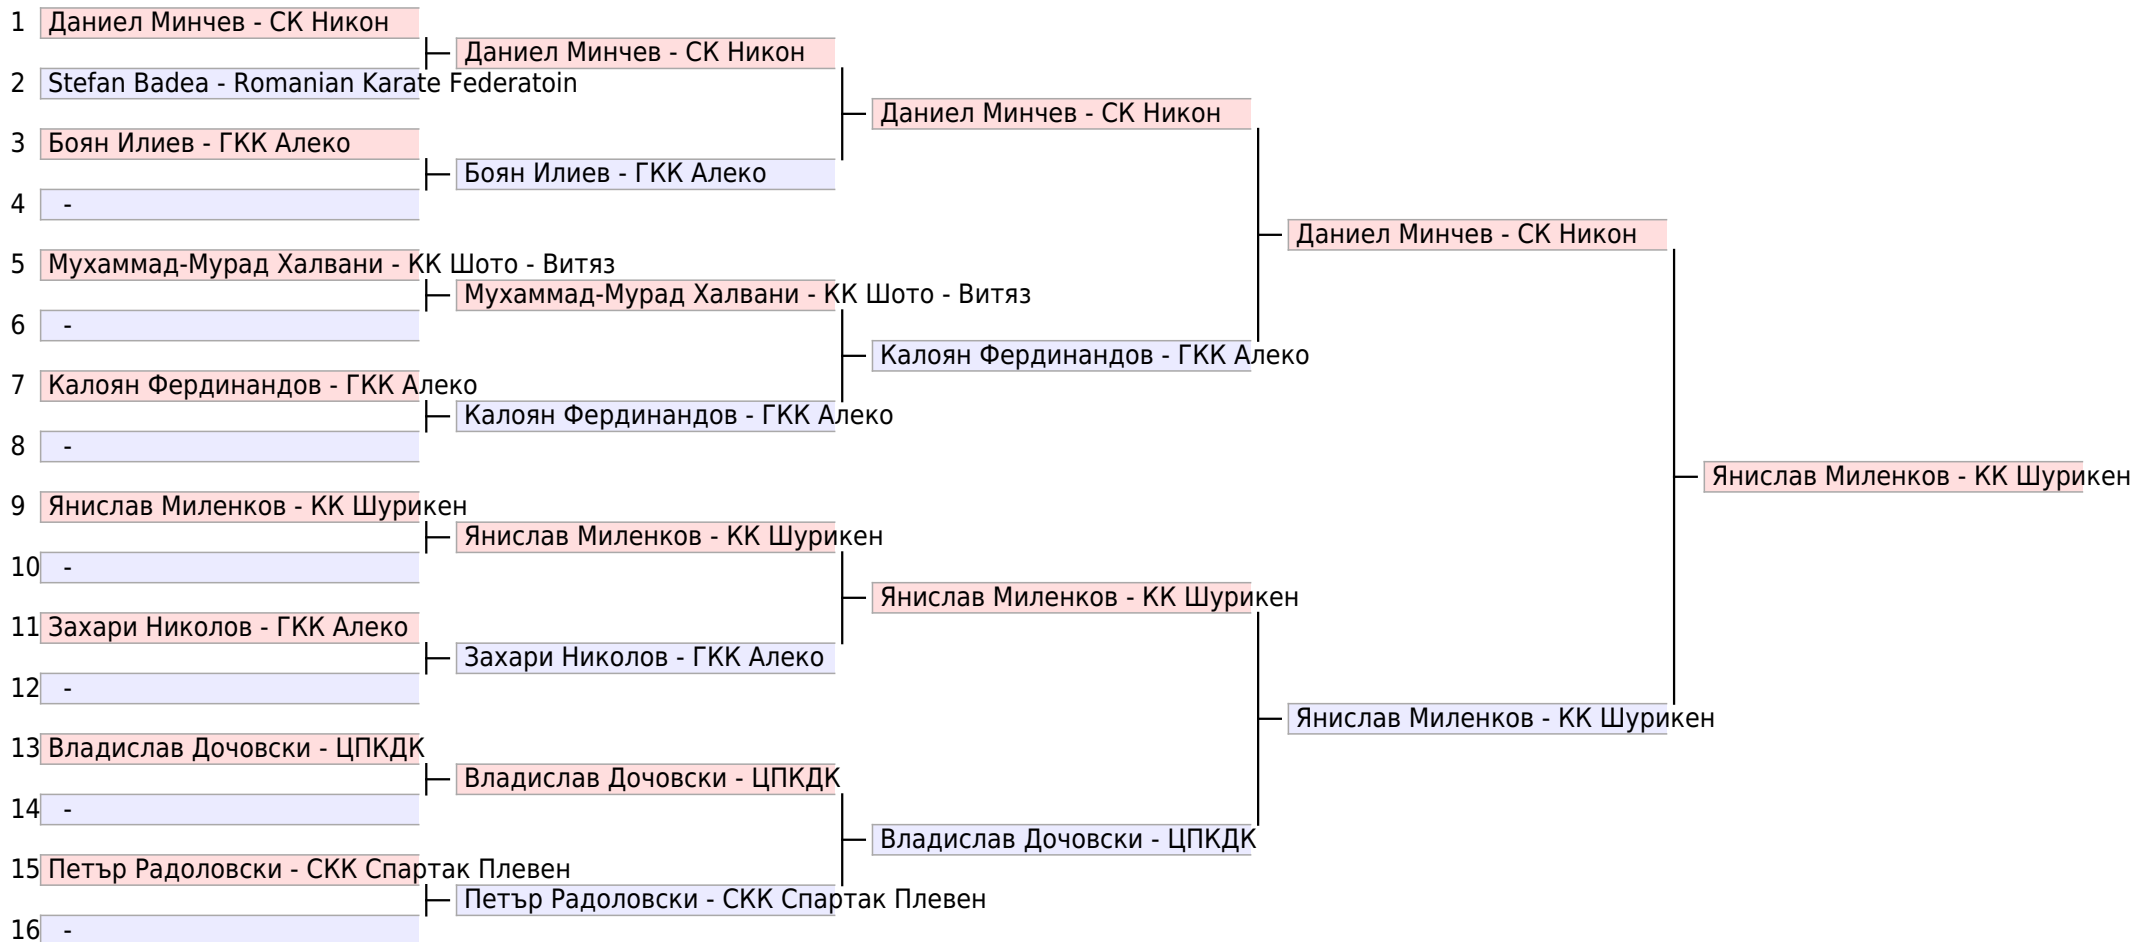 1 Даниел Минчев - СК Никон
Даниел Минчев - СК Никон
2 Stefan Badea - Romanian Karate Federatoin
Даниел Минчев - СК Никон
3 Боян Илиев - ГКК Алеко
Боян Илиев - ГКК Алеко
4 -
Даниел Минчев - СК Никон
5 Мухаммад-Мурад Халвани - КК Шото - Витяз
Мухаммад-Мурад Халвани - КК Шото - Витяз
6 -
Калоян Фердинандов - ГКК Алеко
7 Калоян Фердинандов - ГКК Алеко
Калоян Фердинандов - ГКК Алеко
8 -
Янислав Миленков - КК Шурикен
9 Янислав Миленков - КК Шурикен
Янислав Миленков - КК Шурикен
10 -
Янислав Миленков - КК Шурикен
11 Захари Николов - ГКК Алеко
Захари Николов - ГКК Алеко
12 -
Янислав Миленков - КК Шурикен
13 Владислав Дочовски - ЦПКДК
Владислав Дочовски - ЦПКДК
14 -
Владислав Дочовски - ЦПКДК
15 Петър Радоловски - СКК Спартак Плевен
Петър Радоловски - СКК Спартак Плевен
16 -